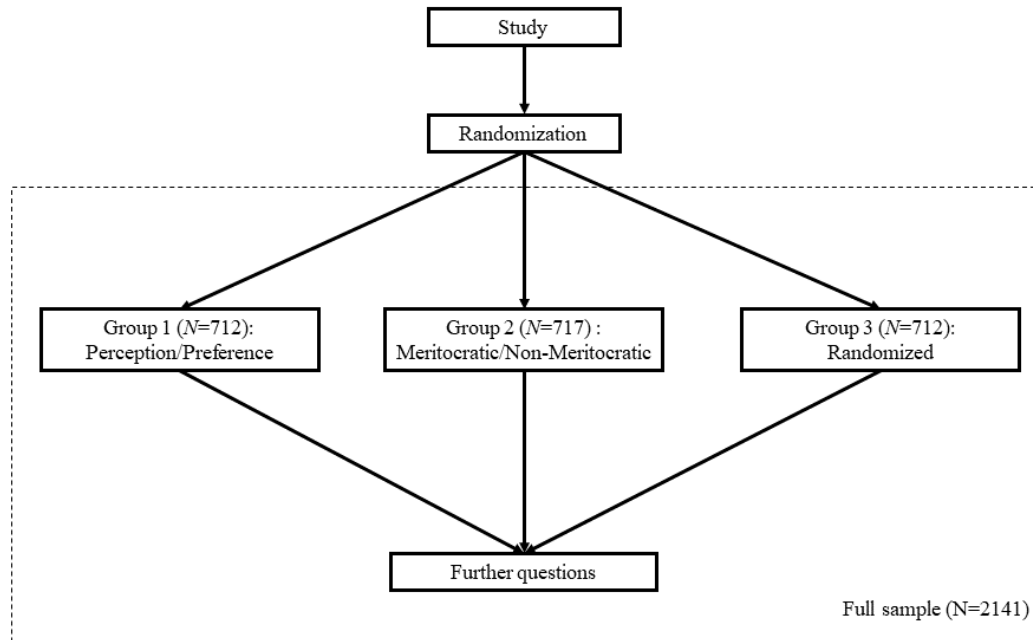 Study
Randomization
Group 1 (N=712):
Perception/Preference
Group 2 (N=717) :
Meritocratic/Non-Meritocratic
Group 3 (N=712):
Randomized
Further questions
Full sample (N=2141)